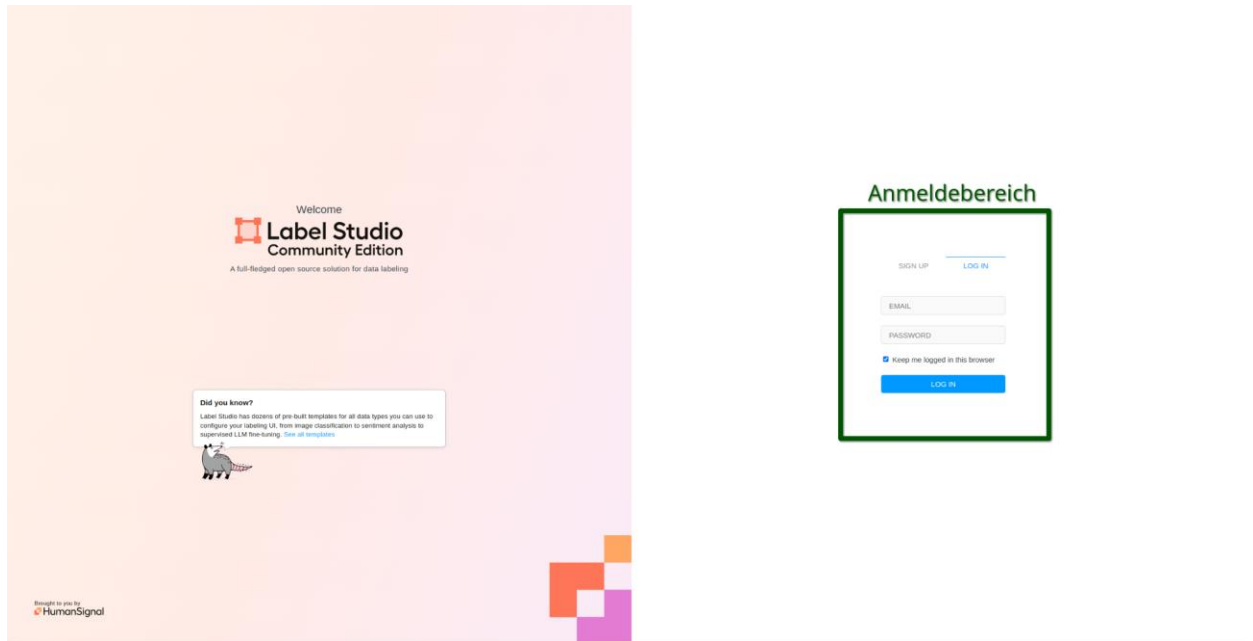 Welcome
Label Studio
Community Edition
A full-fledged open source solution for data labeling
Did you know?
Label Studio has dozens of pre-built templates for all data types you can use to
configure your labeling UI, from image classification to sentiment analysis to
supervised LLM fine-tuning. See all templates
Brought to you by
HumanSignal
Anmeldebereich
SIGN UP LOG IN
EMAIL
PASSWORD
Keep me logged in this browser
LOG IN